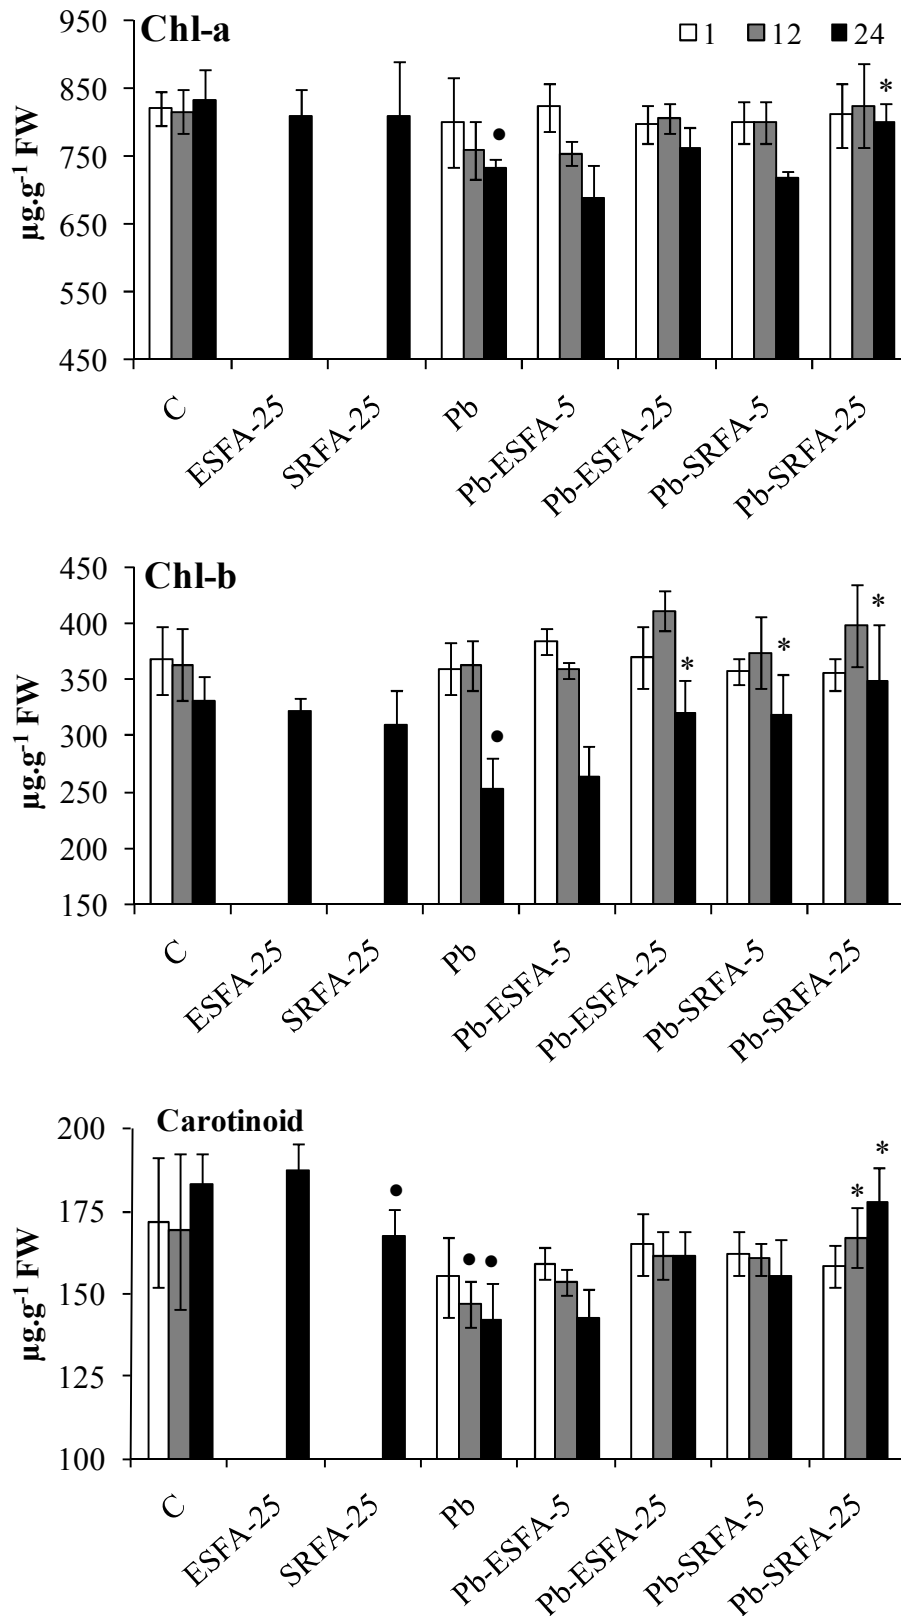 Chl-a
1 12 24
950
850
750
650
550
450
µg.g-1 FW
C ESFA-25 SRFA-25 Pb Pb-ESFA-5 Pb-ESFA-25 Pb-SRFA-5 Pb-SRFA-25
● *
Chl-b
450
400
350
300
250
200
150
µg.g-1 FW
● * * *
C ESFA-25 SRFA-25 Pb Pb-ESFA-5 Pb-ESFA-25 Pb-SRFA-5 Pb-SRFA-25
Carotinoid
200
175
150
125
100
µg.g-1 FW
● ● ● * *
C ESFA-25 SRFA-25 Pb Pb-ESFA-5 Pb-ESFA-25 Pb-SRFA-5 Pb-SRFA-25